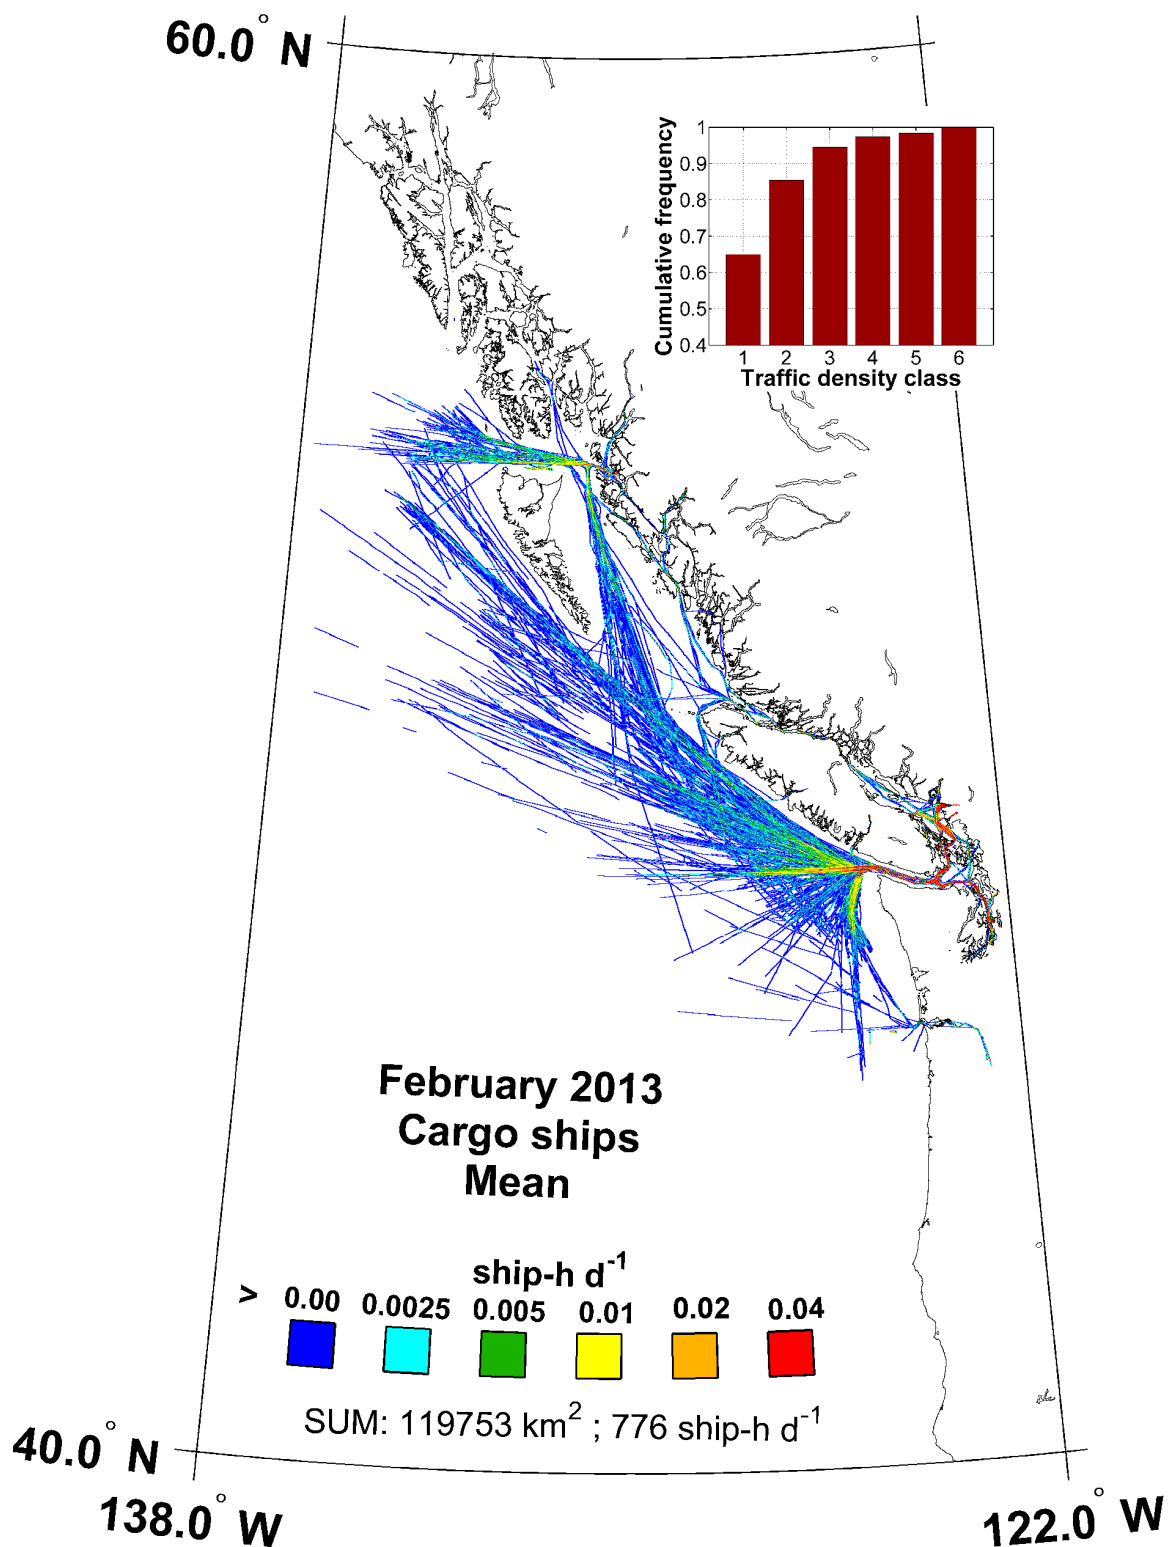 60.0° N
Cumulative frequency
1
0.9
0.8
0.7
0.6
0.5
0.4
1 2 3 4 5 6
Traffic density class
February 2013
Cargo ships
Mean
ship-h d⁻¹
> 0.00 0.0025 0.005 0.01 0.02 0.04
SUM: 119753 km² ; 776 ship-h d⁻¹
40.0° N
138.0° W
122.0° W